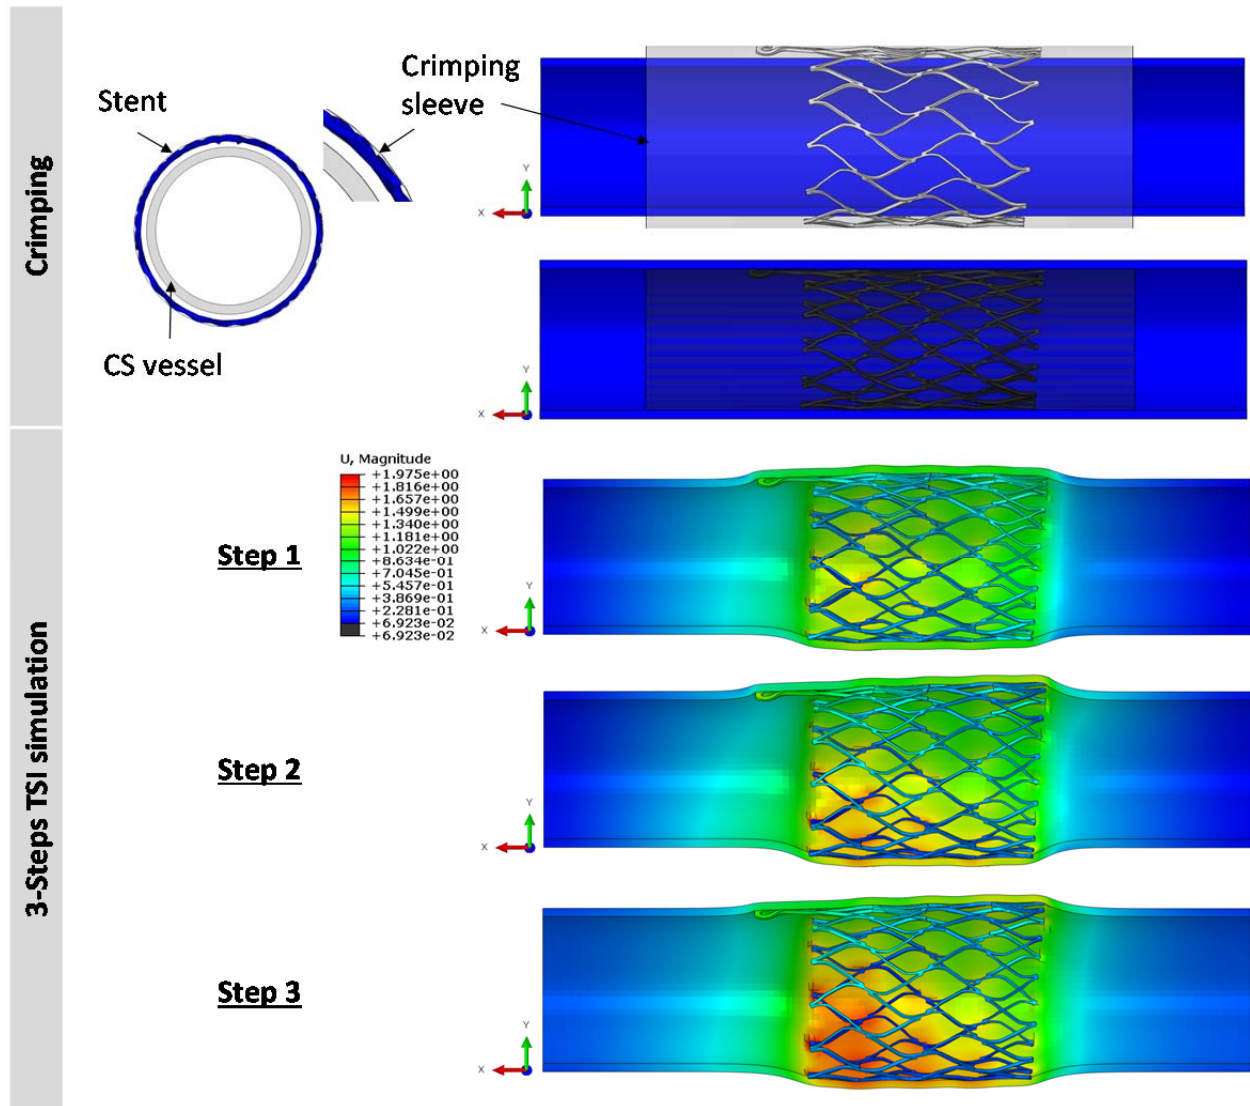 Crimping
Stent
Crimping
sleeve
CS vessel
Y
X
Y
X
3-Steps TSI simulation
U, Magnitude
+1.975e+00
+1.816e+00
+1.657e+00
+1.499e+00
+1.340e+00
+1.181e+00
+1.022e+00
+8.634e-01
+7.045e-01
+5.457e-01
+3.869e-01
+2.281e-01
+6.923e-02
+6.923e-02
Step 1
Y
X
Step 2
Y
X
Step 3
Y
X